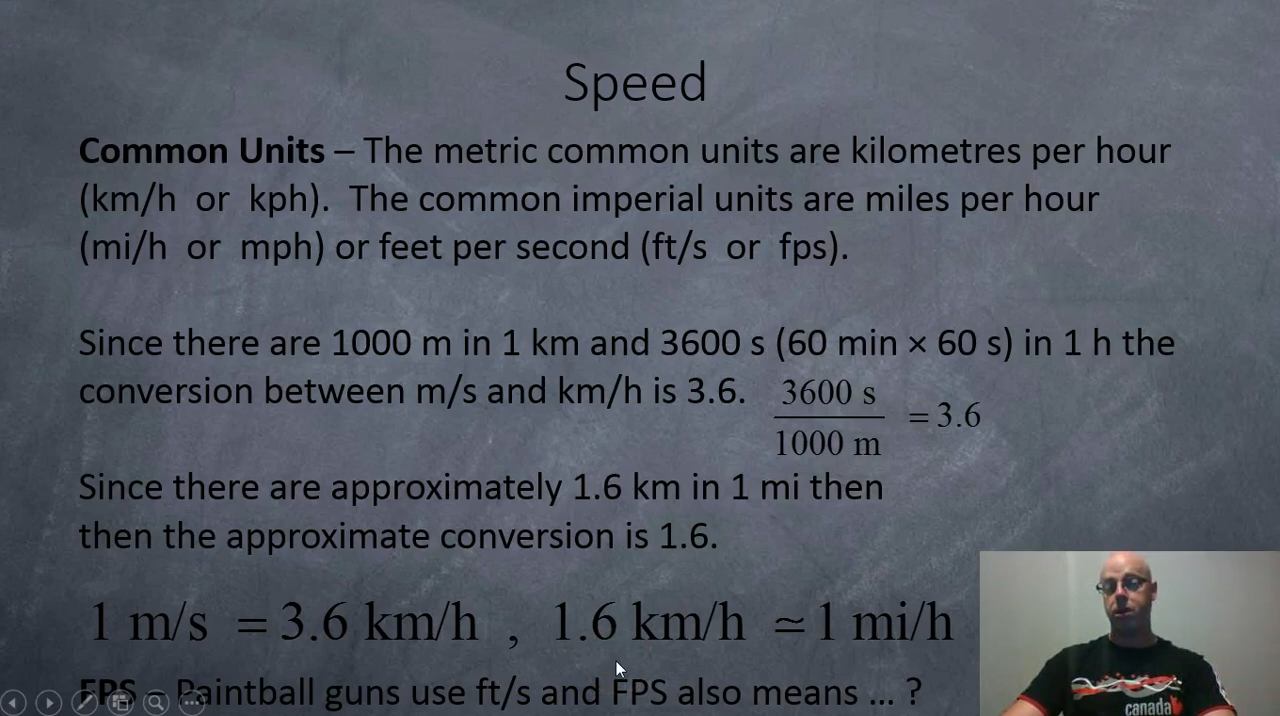 Speed
Common Units – The metric common units are kilometres per hour
(km/h or kph). The common imperial units are miles per hour
(mi/h or mph) or feet per second (ft/s or fps).
Since there are 1000 m in 1 km and 3600 s (60 min × 60 s) in 1 h the
conversion between m/s and km/h is 3.6.
3600 s
1000 m
= 3.6
Since there are approximately 1.6 km in 1 mi then
then the approximate conversion is 1.6.
1 m/s = 3.6 km/h , 1.6 km/h ≃ 1 mi/h
FPS – Paintball guns use ft/s and FPS also means ... ?
canada